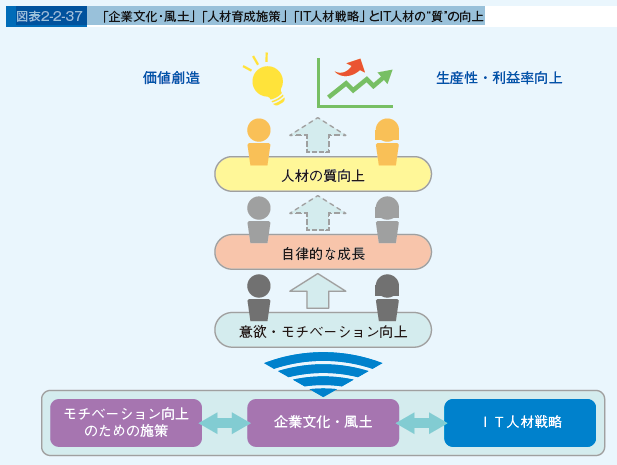 図表2-2-37 「企業文化・風土」「人材育成施策」「IT人材戦略」とIT人材の“質”の向上
価値創造
生産性・利益率向上
人材の質向上
自律的な成長
意欲・モチベーション向上
モチベーション向上
のための施策
企業文化・風土
ＩＴ人材戦略